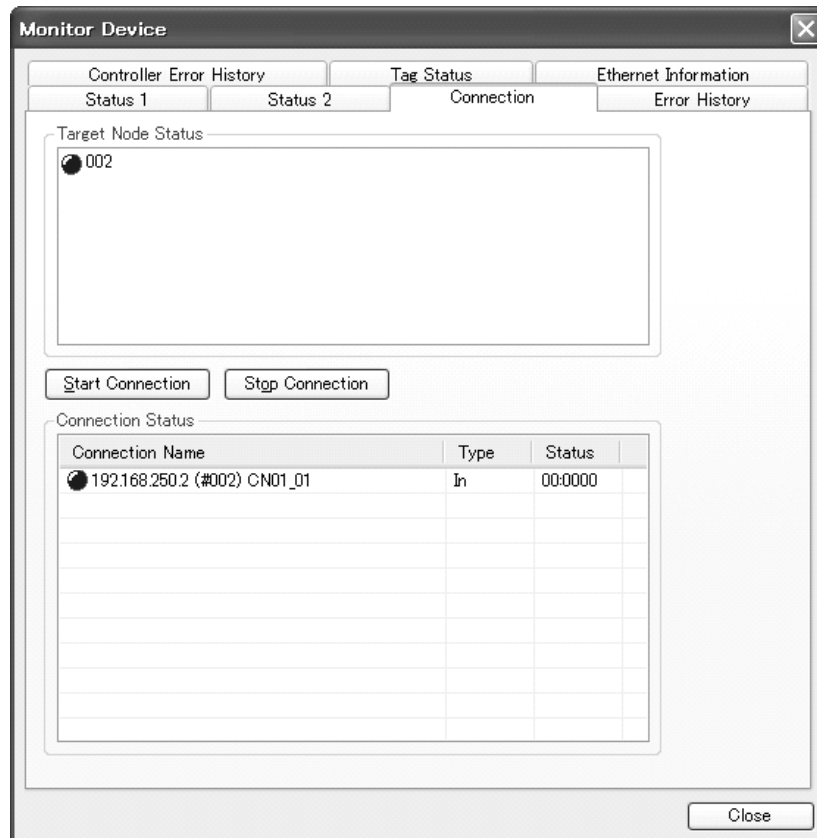 Monitor Device
Controller Error History Tag Status Ethernet Information
Status 1 Status 2 Connection Error History
Target Node Status
002
Start Connection Stop Connection
Connection Status
Connection Name Type Status
192.168.250.2 (#002) CN01_01 In 00:0000
Close